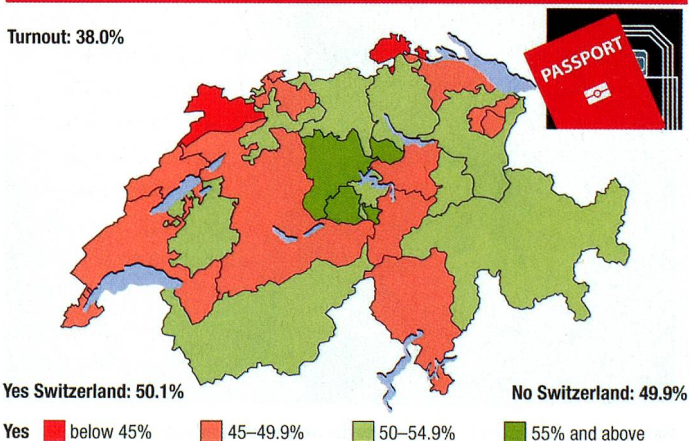 Turnout: 38.0%
PASSPORT
Yes Switzerland: 50.1%
No Switzerland: 49.9%
Yes below 45% 45–49.9% 50–54.9% 55% and above